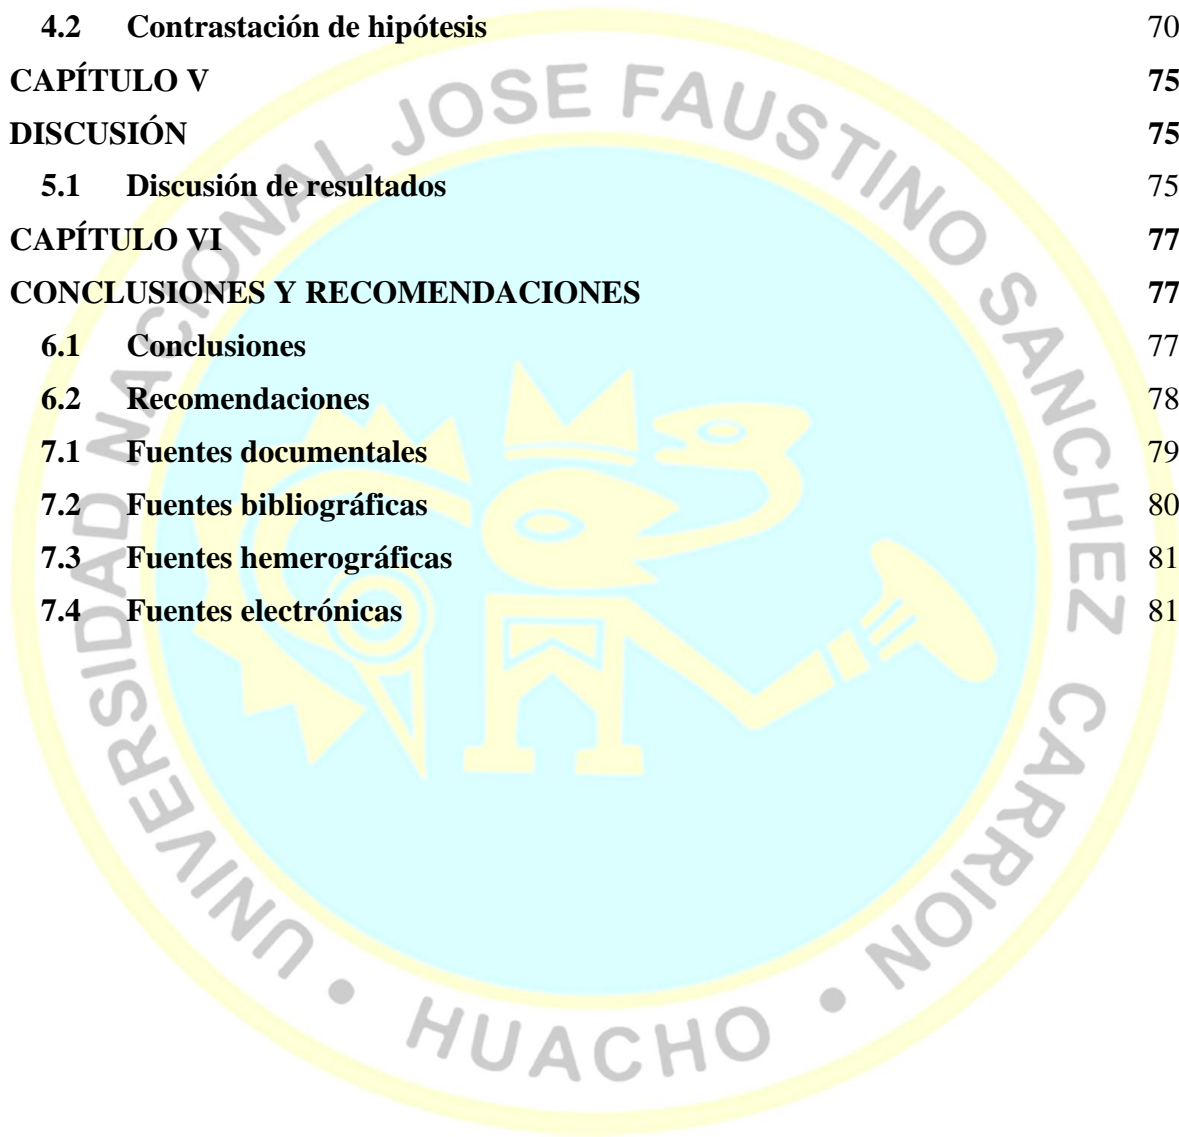 4.2 Contrastación de hipótesis 70
CAPÍTULO V 75
DISCUSIÓN 75
5.1 Discusión de resultados 75
CAPÍTULO VI 77
CONCLUSIONES Y RECOMENDACIONES 77
6.1 Conclusiones 77
6.2 Recomendaciones 78
7.1 Fuentes documentales 79
7.2 Fuentes bibliográficas 80
7.3 Fuentes hemerográficas 81
7.4 Fuentes electrónicas 81
UNIVERSIDAD NACIONAL JOSE FAUSTINO SANCHEZ CARRION • HUACHO •